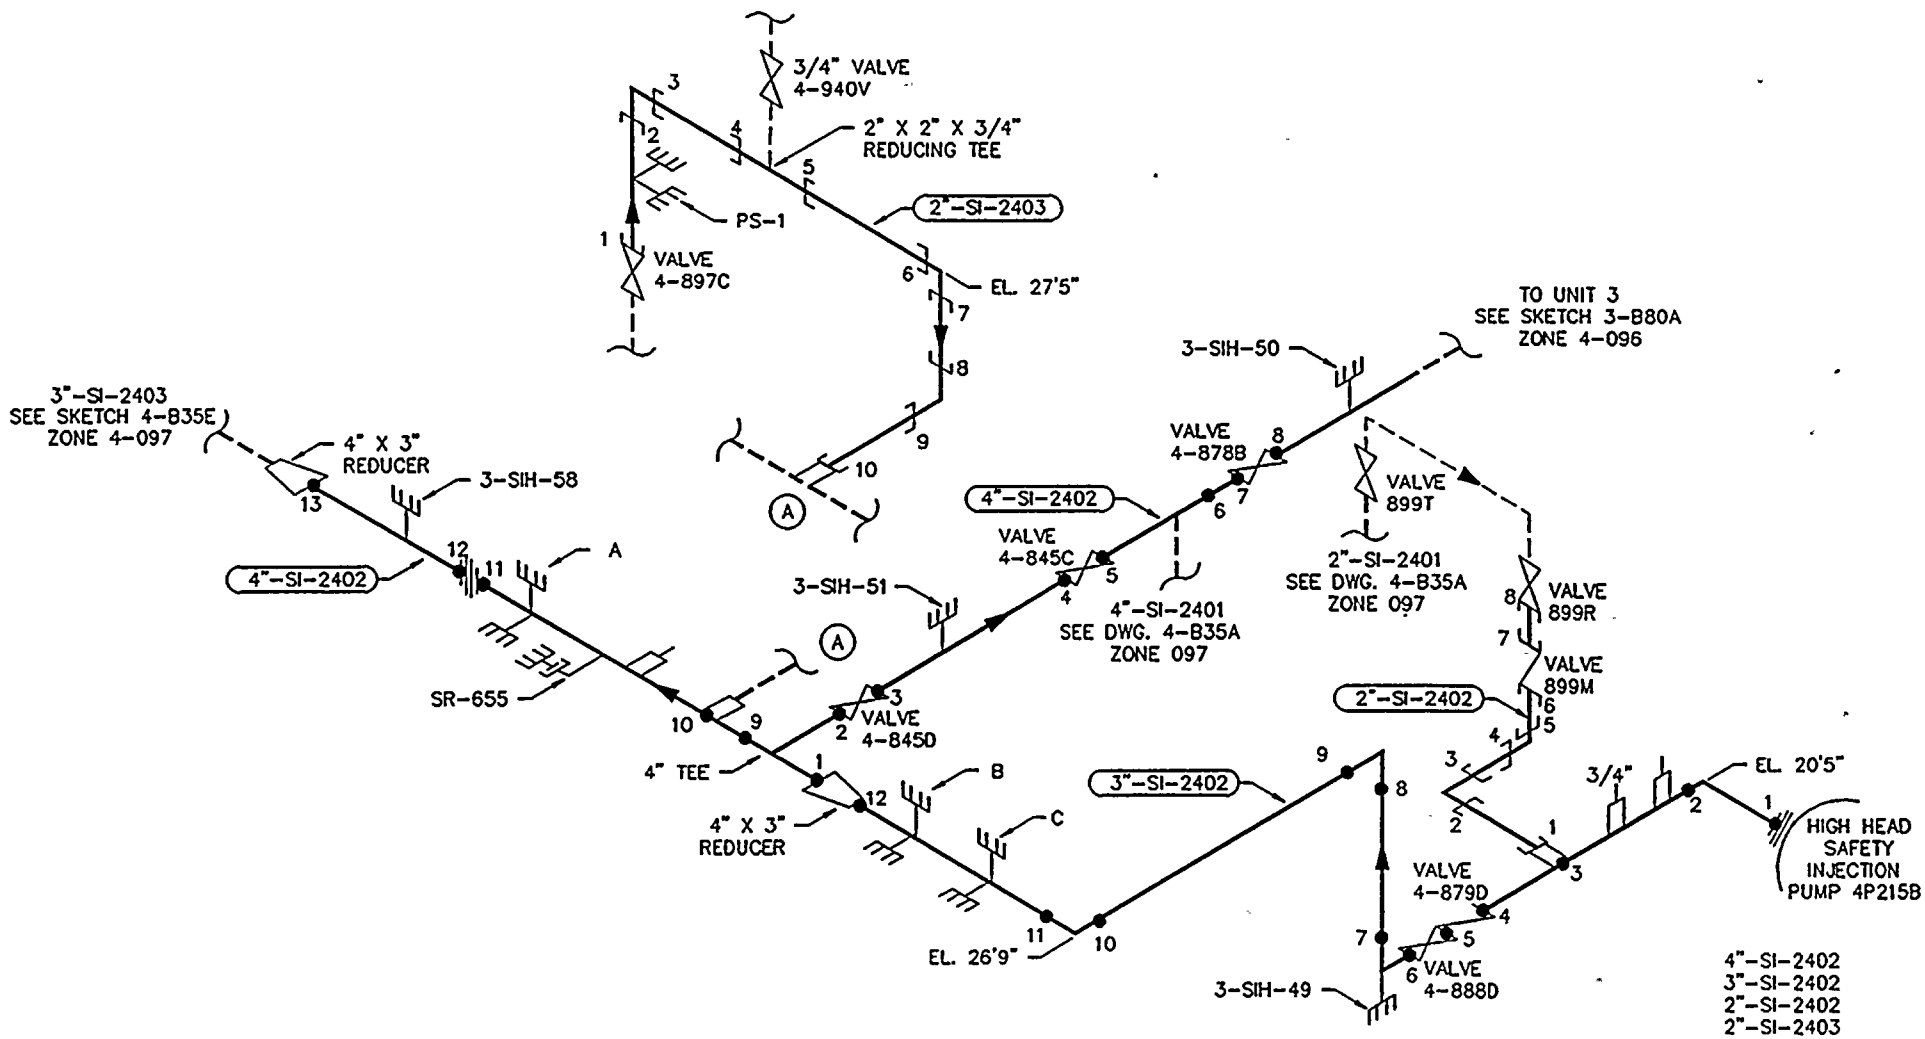 3/4" VALVE
4-940V
3
2
4
2" X 2" X 3/4"
REDUCING TEE
5
2"-SI-2403
PS-1
1
VALVE
4-897C
6
EL. 27'5"
7
8
9
10
A
TO UNIT 3
SEE SKETCH 3-B80A
ZONE 4-096
3-SIH-50
3"-SI-2403
SEE SKETCH 4-B35E
ZONE 4-097
4" X 3"
REDUCER
3-SIH-58
13
12
11
A
4"-SI-2402
SR-655
VALVE
4-878B
8
7
6
4"-SI-2402
VALVE
4-845C
5
4
4"-SI-2401
SEE DWG. 4-B35A
ZONE 097
VALVE
899T
2"-SI-2401
SEE DWG. 4-B35A
ZONE 097
3-SIH-51
A
3
2
VALVE
4-845D
10
9
4" TEE
1
12
4" X 3"
REDUCER
B
C
11
10
EL. 26'9"
3"-SI-2402
9
8
7
3-SIH-49
8
VALVE
899R
7
VALVE
899M
6
5
2"-SI-2402
4
3
2
1
3/4"
2
EL. 20'5"
1
3
HIGH HEAD
SAFETY
INJECTION
PUMP 4P215B
VALVE
4-879D
4
5
6
VALVE
4-888D
4"-SI-2402
3"-SI-2402
2"-SI-2402
2"-SI-2403